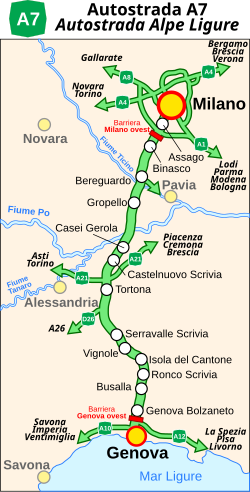 A7
Autostrada A7
Autostrada Alpe Ligure
Gallarate
Bergamo
Brescia
Verona
A8
A4
Novara
Torino
A4
Milano
Barriera
Milano ovest
A1
Novara
Assago
Binasco
Lodi
Parma
Modena
Bologna
Fiume Ticino
Bereguardo
Pavia
Gropello
Fiume Po
Casei Gerola
Piacenza
Cremona
Brescia
Asti
Torino
A21
A21
Castelnuovo Scrivia
Fiume
Tanaro
Alessandria
Tortona
A26
D26
Serravalle Scrivia
Vignole
Isola del Cantone
Ronco Scrivia
Busalla
Barriera
Genova ovest
Genova Bolzaneto
Savona
Imperia
Ventimiglia
A10
A12
La Spezia
Pisa
Livorno
Genova
Savona
Mar Ligure